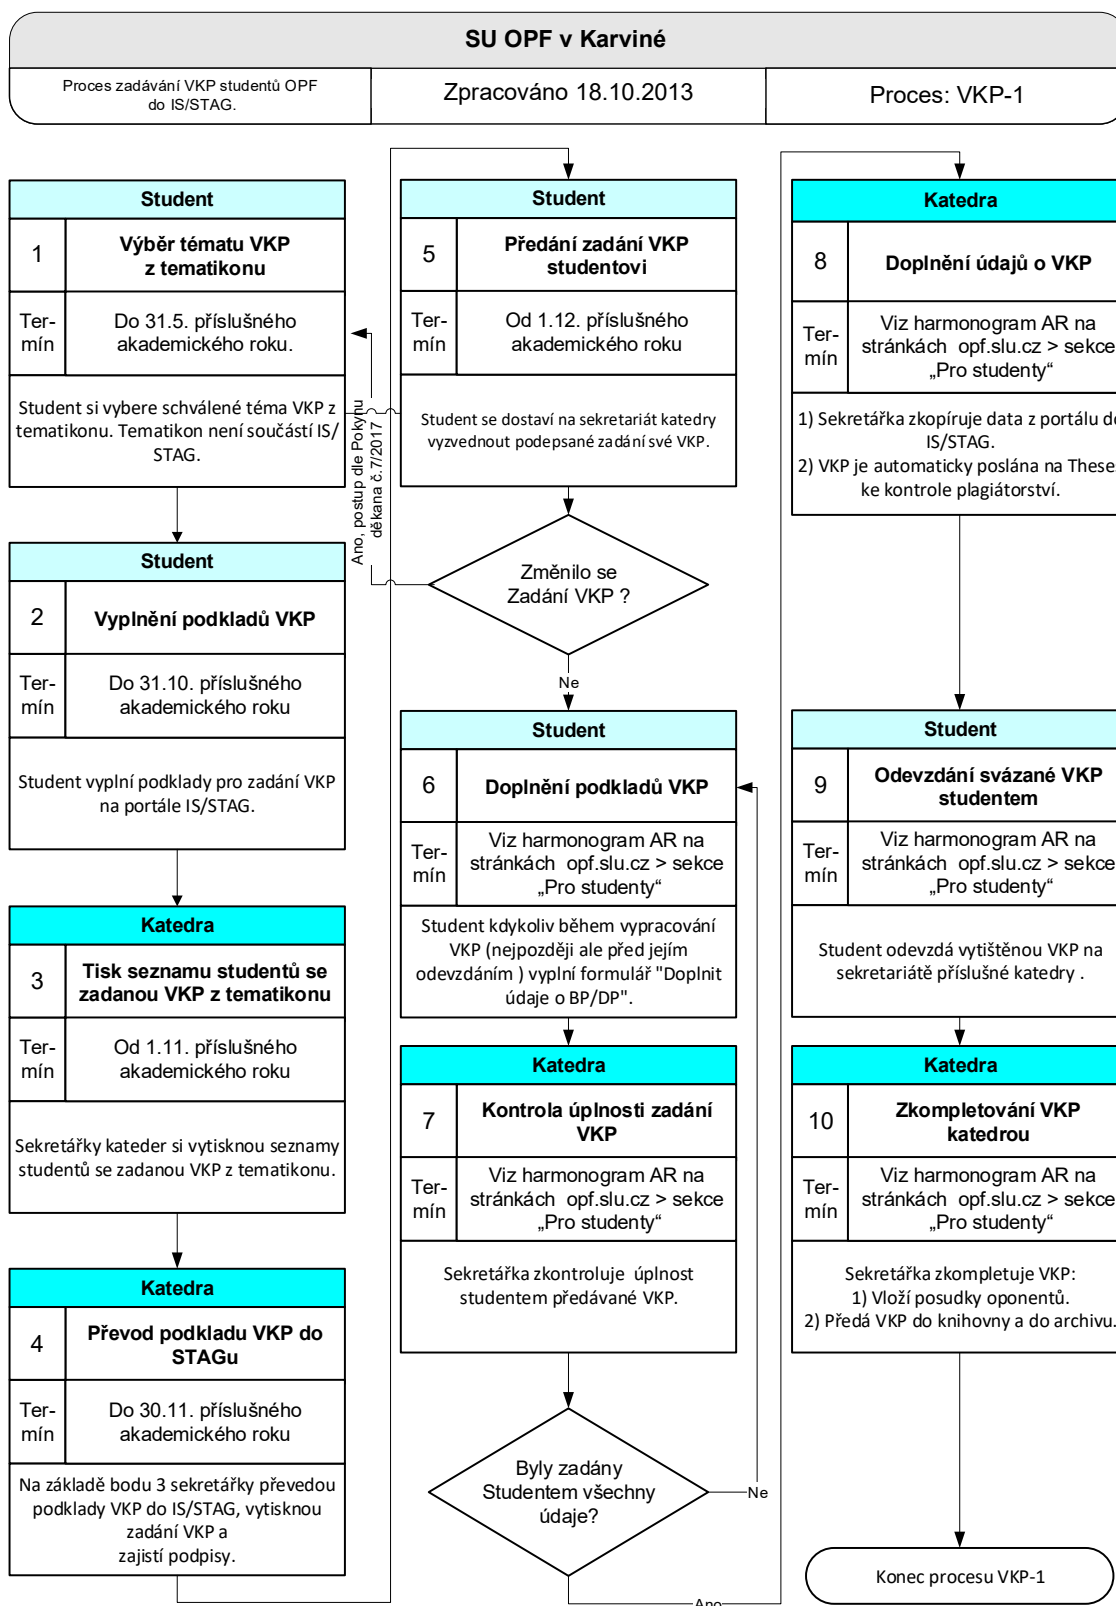 SU OPF v Karviné
Proces zadávání VKP studentů OPF
do IS/STAG.
Zpracováno 18.10.2013
Proces: VKP-1
Student
1
Výběr tématu VKP
z tematikonu
Ter-
mín
Do 31.5. příslušného
akademického roku.
Student si vybere schválené téma VKP z
tematikonu. Tematikon není součástí IS/
STAG.
Student
2
Vyplnění podkladů VKP
Ter-
mín
Do 31.10. příslušného
akademického roku
Student vyplní podklady pro zadání VKP
na portále IS/STAG.
Katedra
3
Tisk seznamu studentů se
zadanou VKP z tematikonu
Ter-
mín
Od 1.11. příslušného
akademického roku
Sekretářky kateder si vytisknou seznamy
studentů se zadanou VKP z tematikonu.
Katedra
4
Převod podkladu VKP do
STAGu
Ter-
mín
Do 30.11. příslušného
akademického roku
Na základě bodu 3 sekretářky převedou
podklady VKP do IS/STAG, vytisknou
zadání VKP a
zajistí podpisy.
Student
5
Předání zadání VKP
studentovi
Ter-
mín
Od 1.12. příslušného
akademického roku
Student se dostaví na sekretariát katedry
vyzvednout podepsané zadání své VKP.
Změnilo se
Zadání VKP ?
Ano, postup dle Pokynu
děkana č.7/2017
Ne
Student
6
Doplnění podkladů VKP
Ter-
mín
Viz harmonogram AR na
stránkách opf.slu.cz > sekce
„Pro studenty“
Student kdykoliv během vypracování
VKP (nejpozději ale před jejím
odevzdáním ) vyplní formulář "Doplnit
údaje o BP/DP".
Katedra
7
Kontrola úplnosti zadání
VKP
Ter-
mín
Viz harmonogram AR na
stránkách opf.slu.cz > sekce
„Pro studenty“
Sekretářka zkontroluje úplnost
studentem předávané VKP.
Byly zadány
Studentem všechny
údaje?
Ne
Ano
Katedra
8
Doplnění údajů o VKP
Ter-
mín
Viz harmonogram AR na
stránkách opf.slu.cz > sekce
„Pro studenty“
1) Sekretářka zkopíruje data z portálu do
IS/STAG.
2) VKP je automaticky poslána na Theses
ke kontrole plagiátorství.
Student
9
Odevzdání svázané VKP
studentem
Ter-
mín
Viz harmonogram AR na
stránkách opf.slu.cz > sekce
„Pro studenty“
Student odevzdá vytištěnou VKP na
sekretariátě příslušné katedry .
Katedra
10
Zkompletování VKP
katedrou
Ter-
mín
Viz harmonogram AR na
stránkách opf.slu.cz > sekce
„Pro studenty“
Sekretářka zkompletuje VKP:
1) Vloží posudky oponentů.
2) Předá VKP do knihovny a do archivu.
Konec procesu VKP-1